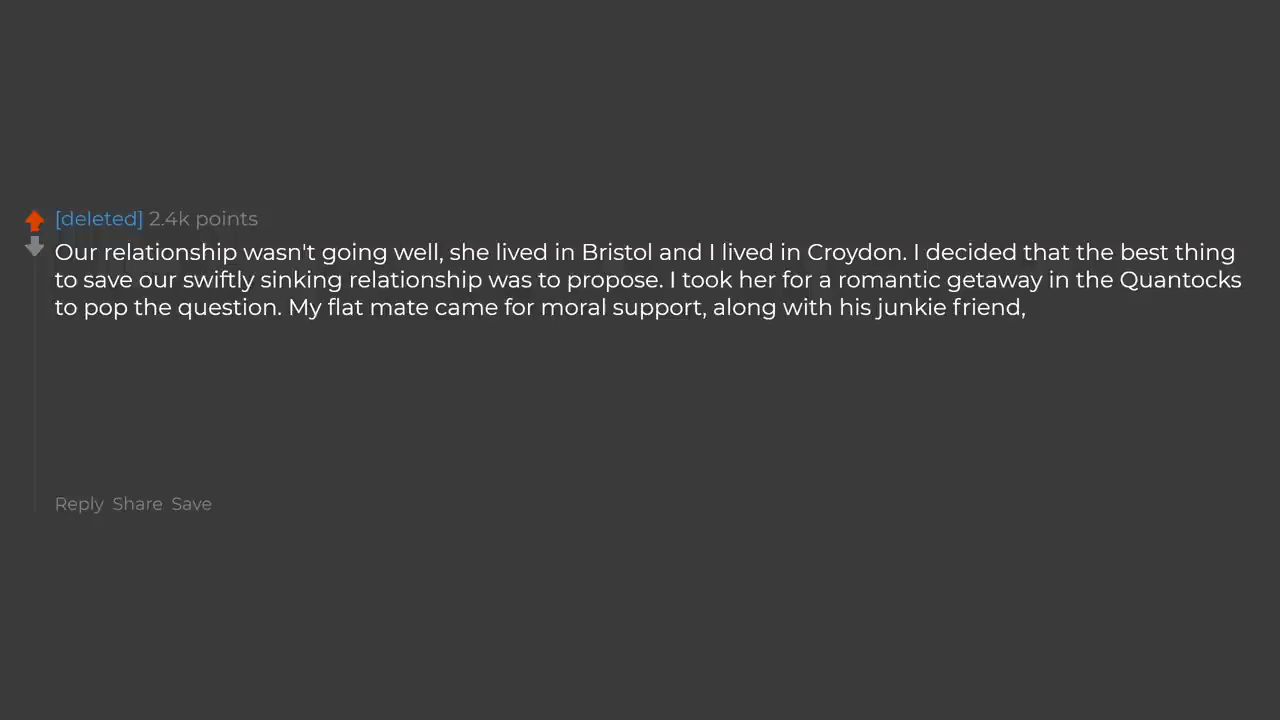 [deleted] 2.4k points
Our relationship wasn't going well, she lived in Bristol and I lived in Croydon. I decided that the best thing
to save our swiftly sinking relationship was to propose. I took her for a romantic getaway in the Quantocks
to pop the question. My flat mate came for moral support, along with his junkie friend,
Reply Share Save